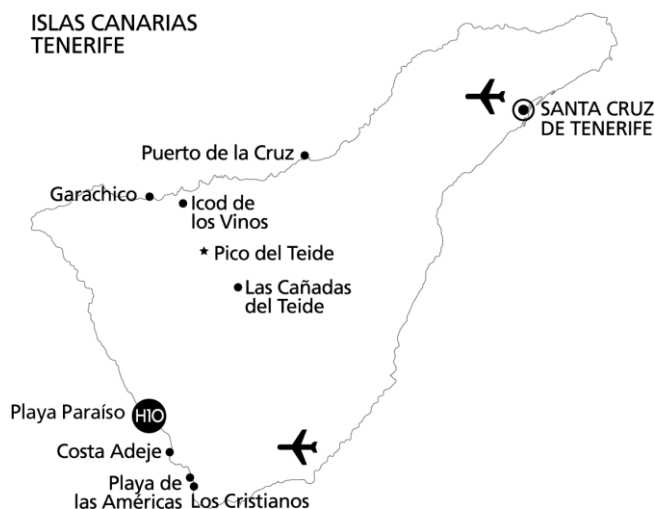 ISLAS CANARIAS
TENERIFE
SANTA CRUZ
DE TENERIFE
Puerto de la Cruz
Garachico
Icod de
los Vinos
Pico del Teide
Las Cañadas
del Teide
Playa Paraíso
H10
Costa Adeje
Playa de
las Américas
Los Cristianos